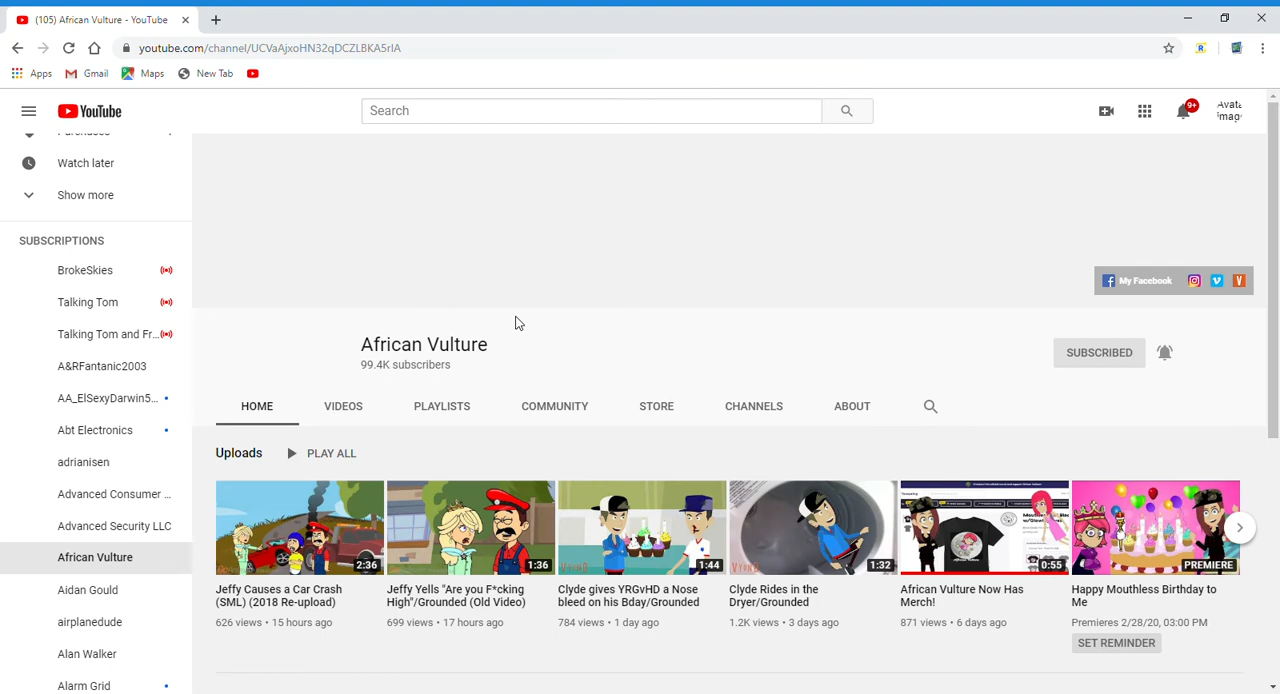 (105) African Vulture - YouTube
youtube.com/channel/UCVaAjxoHN32qDCZLBKA5rIA
Apps Gmail Maps New Tab
YouTube
Search
9+
Avata
Imag
Purchases
Watch later
Show more
SUBSCRIPTIONS
BrokeSkies
Talking Tom
Talking Tom and Fr...
A&RFantanic2003
AA_ElSexyDarwin5...
Abt Electronics
adrianisen
Advanced Consumer ...
Advanced Security LLC
African Vulture
Aidan Gould
airplanedude
Alan Walker
Alarm Grid
My Facebook
African Vulture
99.4K subscribers
SUBSCRIBED
HOME VIDEOS PLAYLISTS COMMUNITY STORE CHANNELS ABOUT
Uploads PLAY ALL
2:36
Jeffy Causes a Car Crash
(SML) (2018 Re-upload)
626 views • 15 hours ago
1:36
Jeffy Yells "Are you F*cking
High"/Grounded (Old Video)
699 views • 17 hours ago
1:44
Clyde gives YRGvHD a Nose
bleed on his Bday/Grounded
784 views • 1 day ago
VYOND
1:32
Clyde Rides in the
Dryer/Grounded
1.2K views • 3 days ago
0:55
African Vulture Now Has
Merch!
871 views • 6 days ago
PREMIERE
Happy Mouthless Birthday to
Me
Premieres 2/28/20, 03:00 PM
SET REMINDER